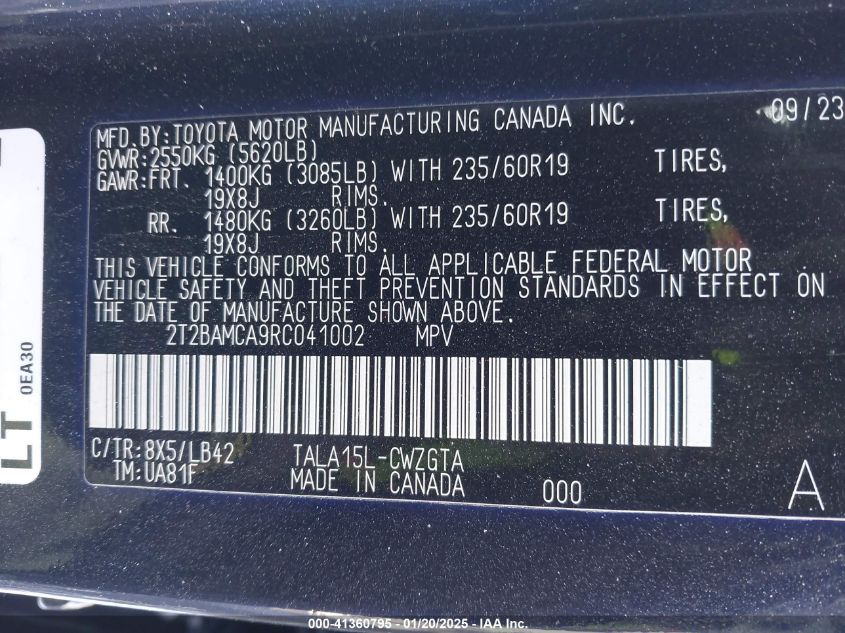 MFD.BY:TOYOTA MOTOR MANUFACTURING CANADA INC. 09/23
GVWR:2550KG (5620LB)
GAWR:FRT. 1400KG (3085LB) WITH 235/60R19 TIRES,
19X8J RIMS.
RR. 1480KG (3260LB) WITH 235/60R19 TIRES,
19X8J RIMS.
THIS VEHICLE CONFORMS TO ALL APPLICABLE FEDERAL MOTOR
VEHICLE SAFETY AND THEFT PREVENTION STANDARDS IN EFFECT ON
THE DATE OF MANUFACTURE SHOWN ABOVE.
2T2BAMCA9RC041002 MPV
C/TR:8X5/LB42 TALA15L-CWZGTA
TM:UA81F MADE IN CANADA 000 A
LT 0EA30
000-41360795 - 01/20/2025 - IAA Inc.